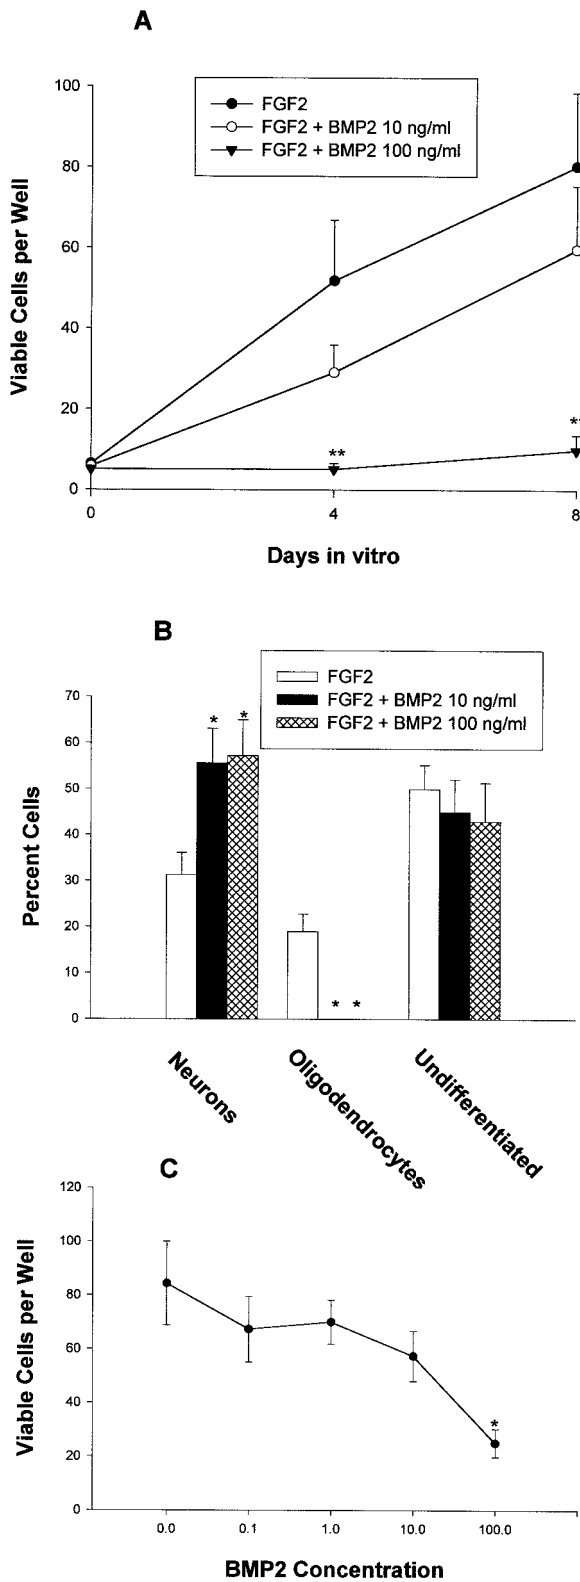 A
100
80
60
40
20
0
Viable Cells per Well
FGF2
FGF2 + BMP2 10 ng/ml
FGF2 + BMP2 100 ng/ml
**
**
0
4
8
Days in vitro
B
FGF2
FGF2 + BMP2 10 ng/ml
FGF2 + BMP2 100 ng/ml
70
60
50
40
30
20
10
0
Percent Cells
* *
* *
Neurons
Oligodendrocytes
Undifferentiated
C
120
100
80
60
40
20
0
Viable Cells per Well
*
0.0
0.1
1.0
10.0
100.0
BMP2 Concentration